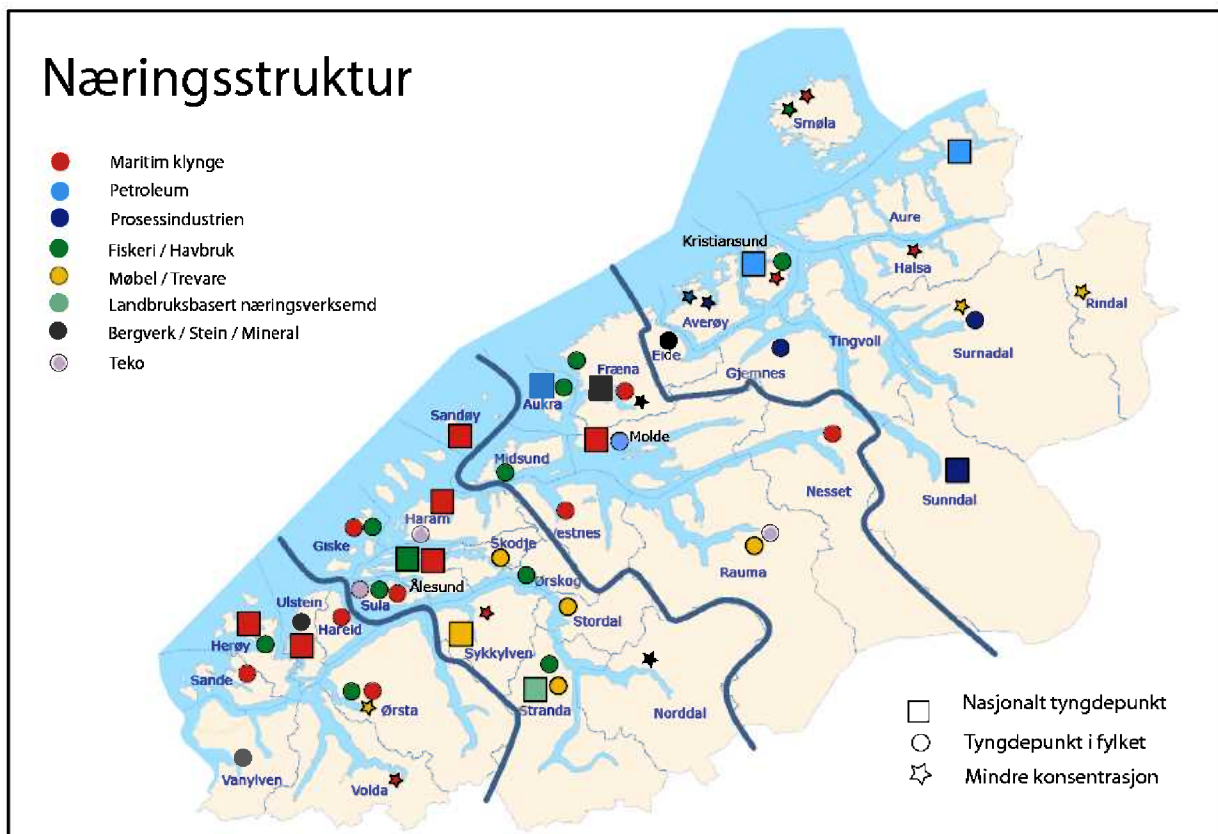 Næringsstruktur
Maritim klynge
Petroleum
Prosessindustrien
Fiskeri / Havbruk
Møbel / Trevare
Landbruksbasert næringsverksemd
Bergverk / Stein / Mineral
Teko
Smøla
Aure
Kristiansund
Halsa
Rindal
Averøy
Tingvoll
Surnadal
Eide
Gjemnes
Fræna
Aukra
Sandøy
Molde
Midsund
Nesset
Sunndal
Haram
Vestnes
Giske
Skodje
Rauma
Ørskog
Ålesund
Sula
Ulstein
Hareid
Stordal
Herøy
Sykkylven
Sande
Ørsta
Stranda
Norddal
Vanylven
Volda
Nasjonalt tyngdepunkt
Tyngdepunkt i fylket
Mindre konsentrasjon